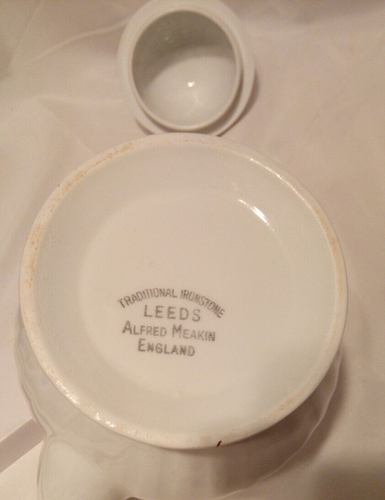 TRADITIONAL IRONSTONE
LEEDS
ALFRED MEAKIN
ENGLAND